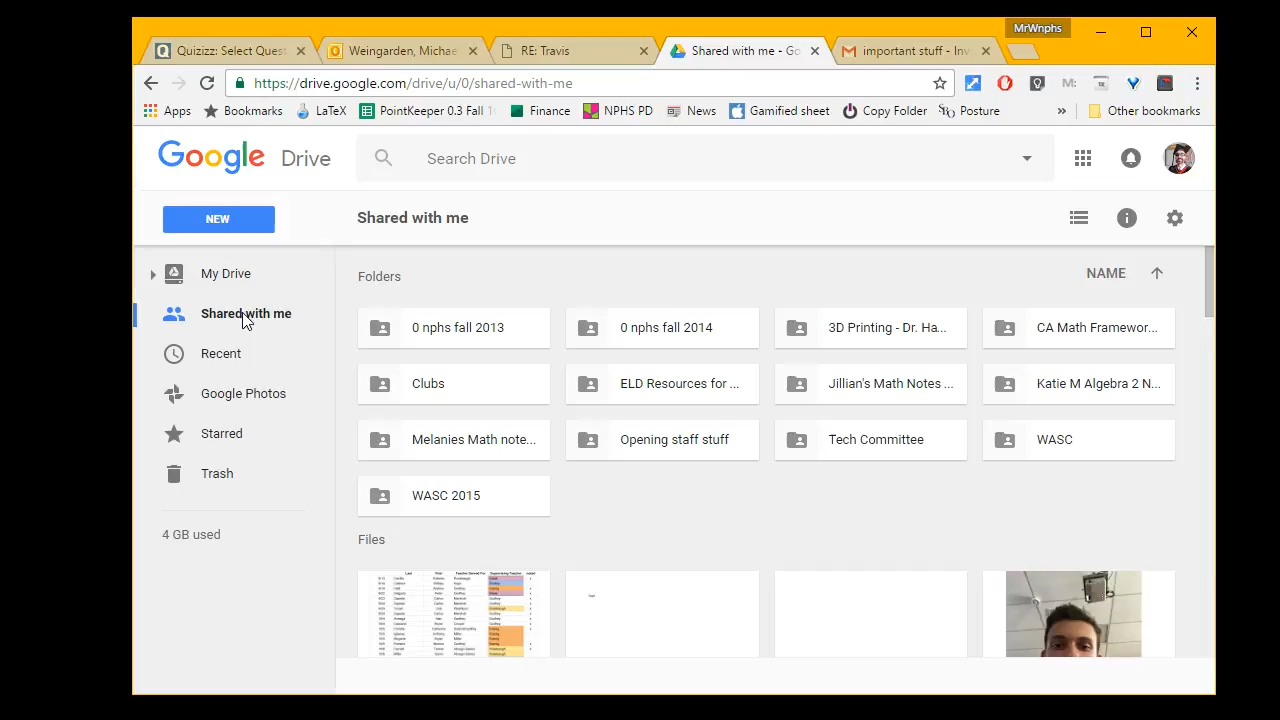 MrWnphs
Quizizz: Select Quest
Weingarden, Michae
RE: Travis
Shared with me - Go
important stuff - Inv
https://drive.google.com/drive/u/0/shared-with-me
Apps
Bookmarks
LaTeX
PointKeeper 0.3 Fall 1
Finance
NPHS PD
News
Gamified sheet
Copy Folder
Posture
»
Other bookmarks
Google Drive
Search Drive
NEW
Shared with me
My Drive
Shared with me
Recent
Google Photos
Starred
Trash
4 GB used
Folders
NAME
0 nphs fall 2013
0 nphs fall 2014
3D Printing - Dr. Ha...
CA Math Framewor...
Clubs
ELD Resources for ...
Jillian's Math Notes ...
Katie M Algebra 2 N...
Melanies Math note...
Opening staff stuff
Tech Committee
WASC
WASC 2015
Files